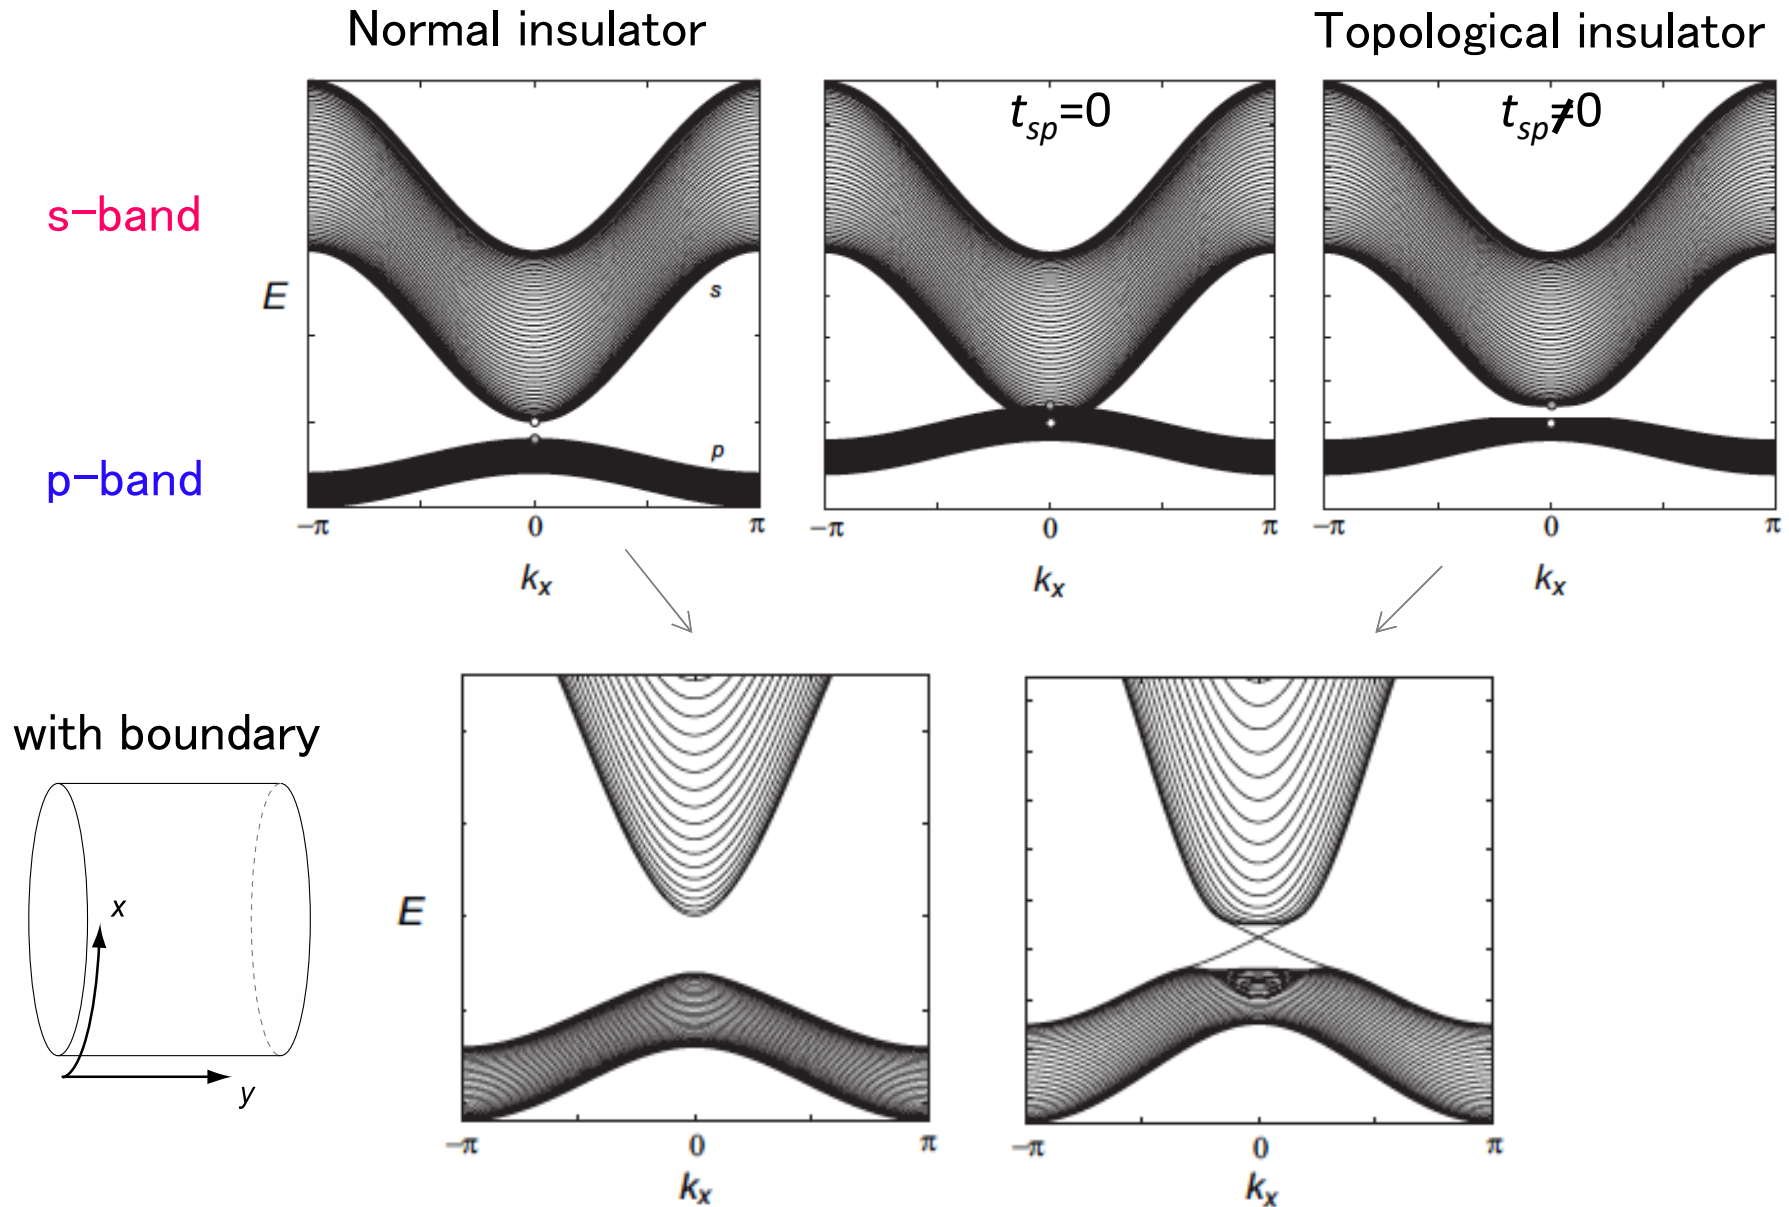 Normal insulator
Topological insulator
t_sp=0
t_sp≠0
s-band
E
s
p
p-band
−π 0 π
−π 0 π
−π 0 π
k_x
k_x
k_x
with boundary
x
E
y
−π 0 π
−π 0 π
k_x
k_x